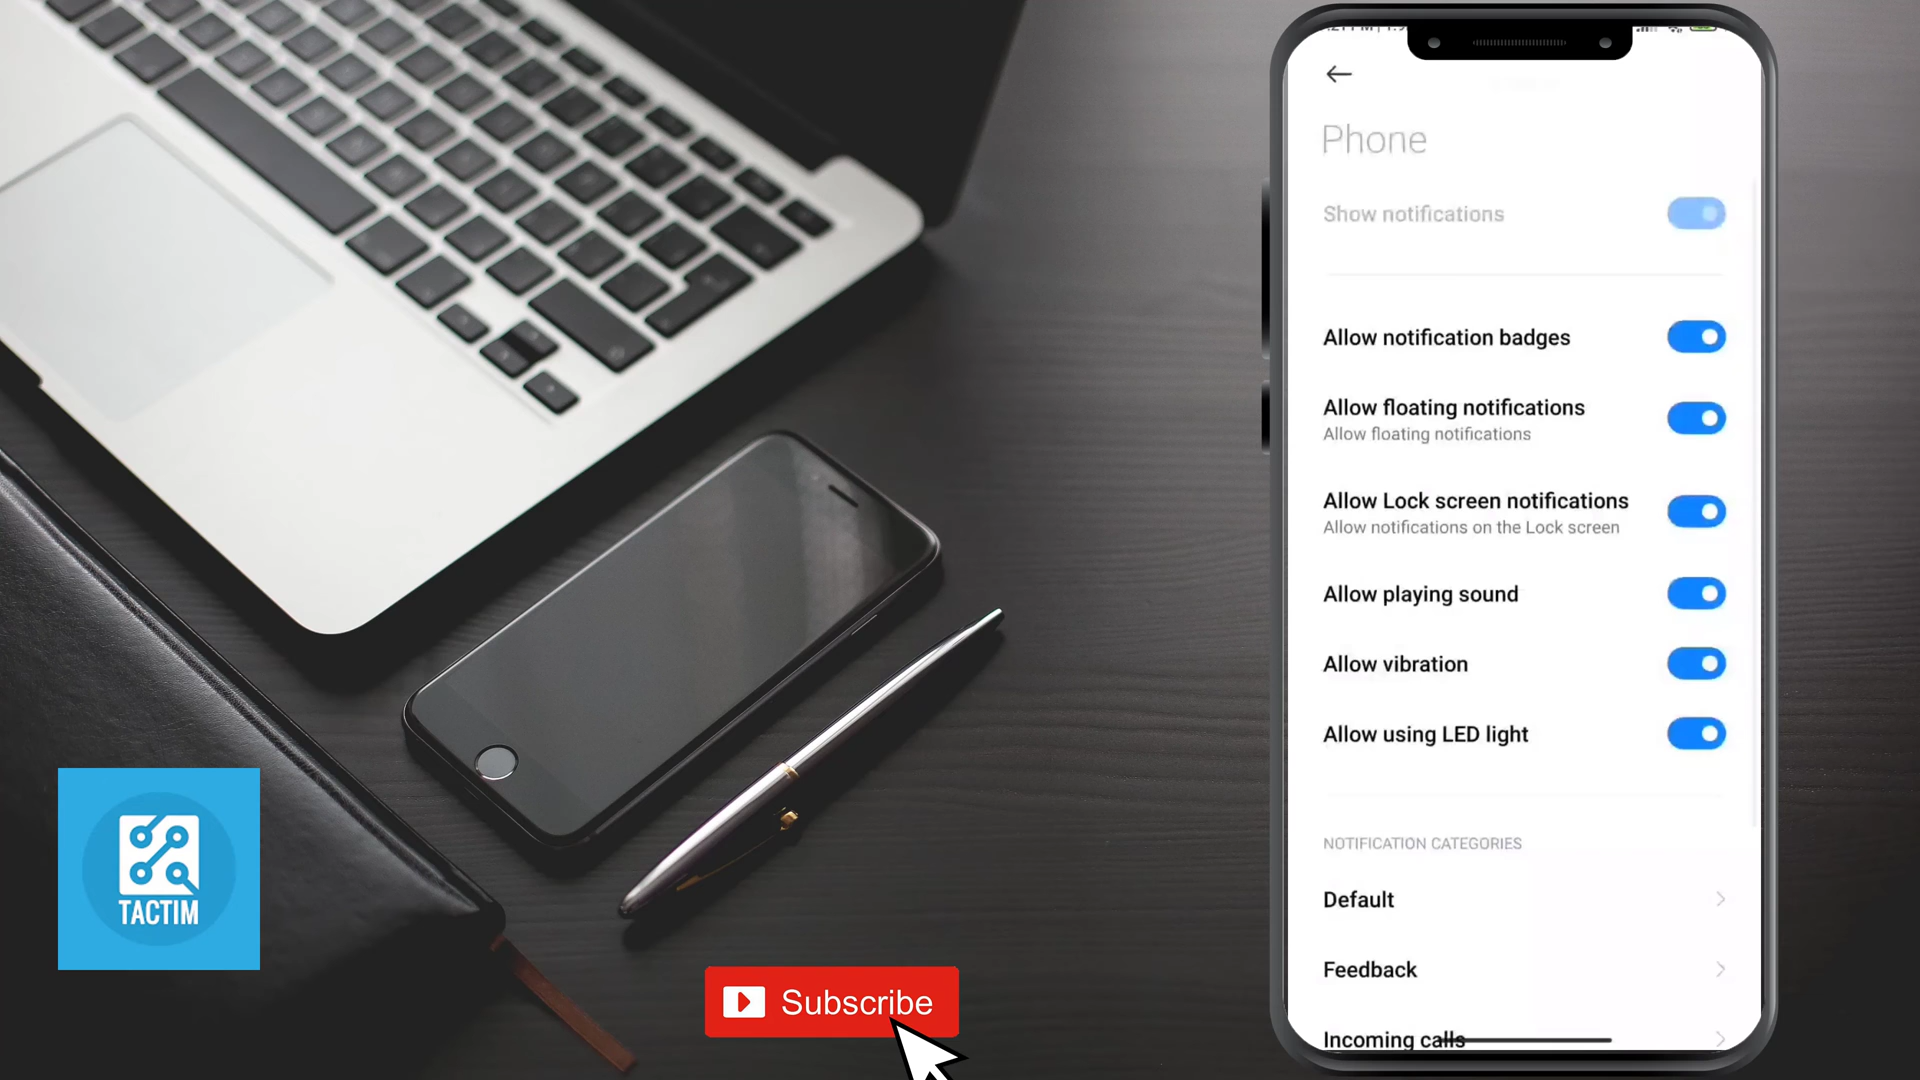 Phone
Show notifications
Allow notification badges
Allow floating notifications
Allow floating notifications
Allow Lock screen notifications
Allow notifications on the Lock screen
Allow playing sound
Allow vibration
Allow using LED light
NOTIFICATION CATEGORIES
Default
Feedback
Incoming calls
TACTIM
Subscribe